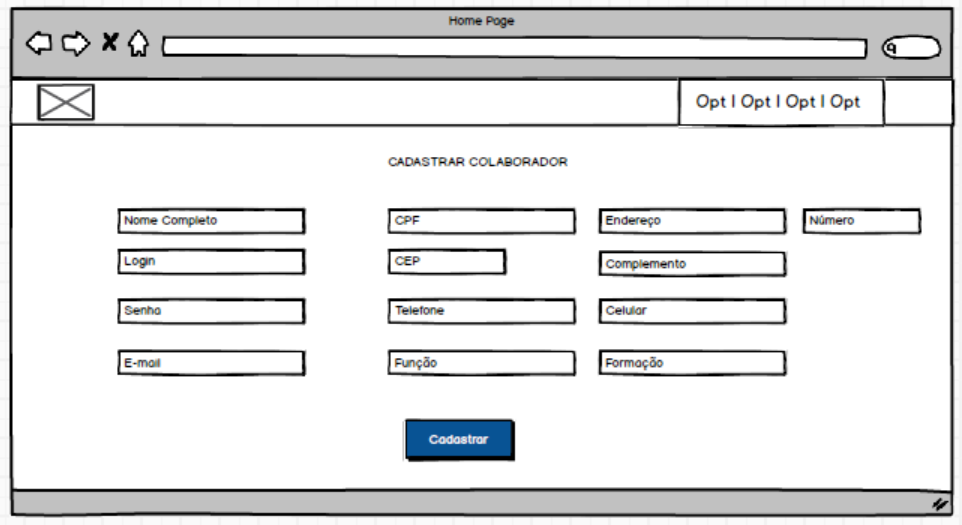 Home Page
Opt | Opt | Opt | Opt
CADASTRAR COLABORADOR
Nome Completo CPF Endereço Número
Login CEP Complemento
Senha Telefone Celular
E-mail Função Formação
Cadastrar